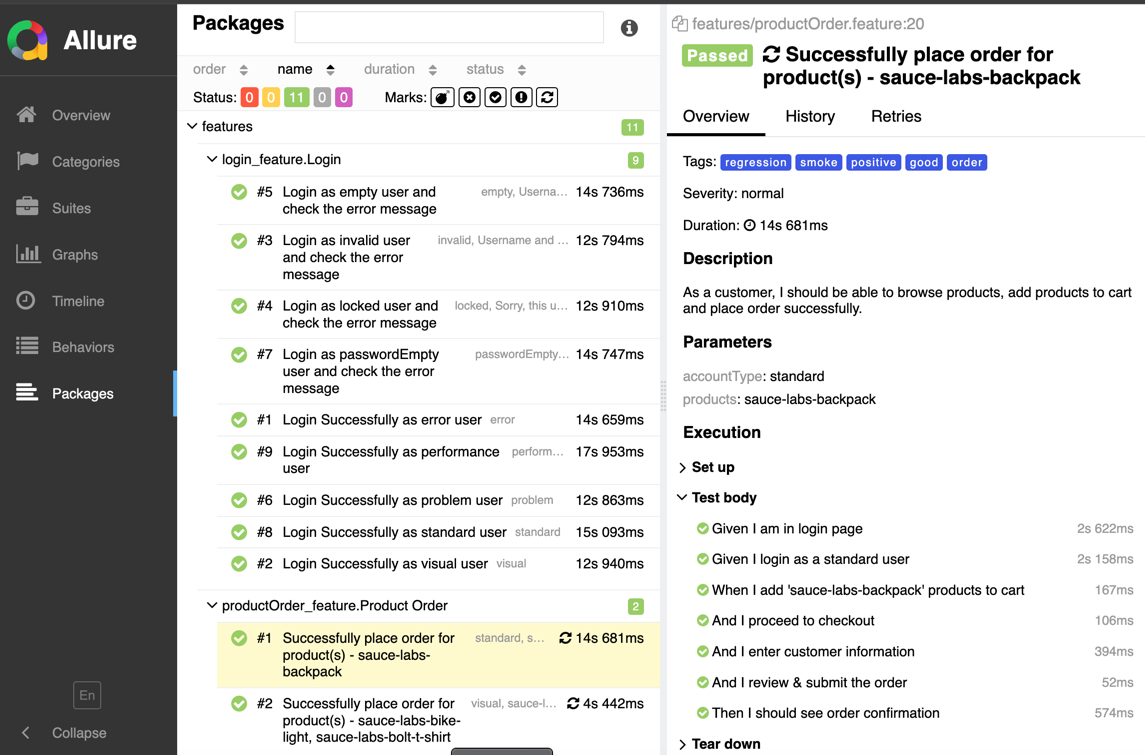 Allure
Overview
Categories
Suites
Graphs
Timeline
Behaviors
Packages
En
Collapse
Packages
order name duration status
Status: 0 0 11 0 0 Marks:
features 11
login_feature.Login 9
#5 Login as empty user and check the error message empty, Userna... 14s 736ms
#3 Login as invalid user and check the error message invalid, Username and ... 12s 794ms
#4 Login as locked user and check the error message locked, Sorry, this u... 12s 910ms
#7 Login as passwordEmpty user and check the error message passwordEmpty... 14s 747ms
#1 Login Successfully as error user error 14s 659ms
#9 Login Successfully as performance user perform... 17s 953ms
#6 Login Successfully as problem user problem 12s 863ms
#8 Login Successfully as standard user standard 15s 093ms
#2 Login Successfully as visual user visual 12s 940ms
productOrder_feature.Product Order 2
#1 Successfully place order for product(s) - sauce-labs-backpack standard, s... 14s 681ms
#2 Successfully place order for product(s) - sauce-labs-bike-light, sauce-labs-bolt-t-shirt visual, sauce-l... 4s 442ms
features/productOrder.feature:20
Passed Successfully place order for
product(s) - sauce-labs-backpack
Overview History Retries
Tags: regression smoke positive good order
Severity: normal
Duration: 14s 681ms
Description
As a customer, I should be able to browse products, add products to cart
and place order successfully.
Parameters
accountType: standard
products: sauce-labs-backpack
Execution
Set up
Test body
Given I am in login page 2s 622ms
Given I login as a standard user 2s 158ms
When I add 'sauce-labs-backpack' products to cart 167ms
And I proceed to checkout 106ms
And I enter customer information 394ms
And I review & submit the order 52ms
Then I should see order confirmation 574ms
Tear down